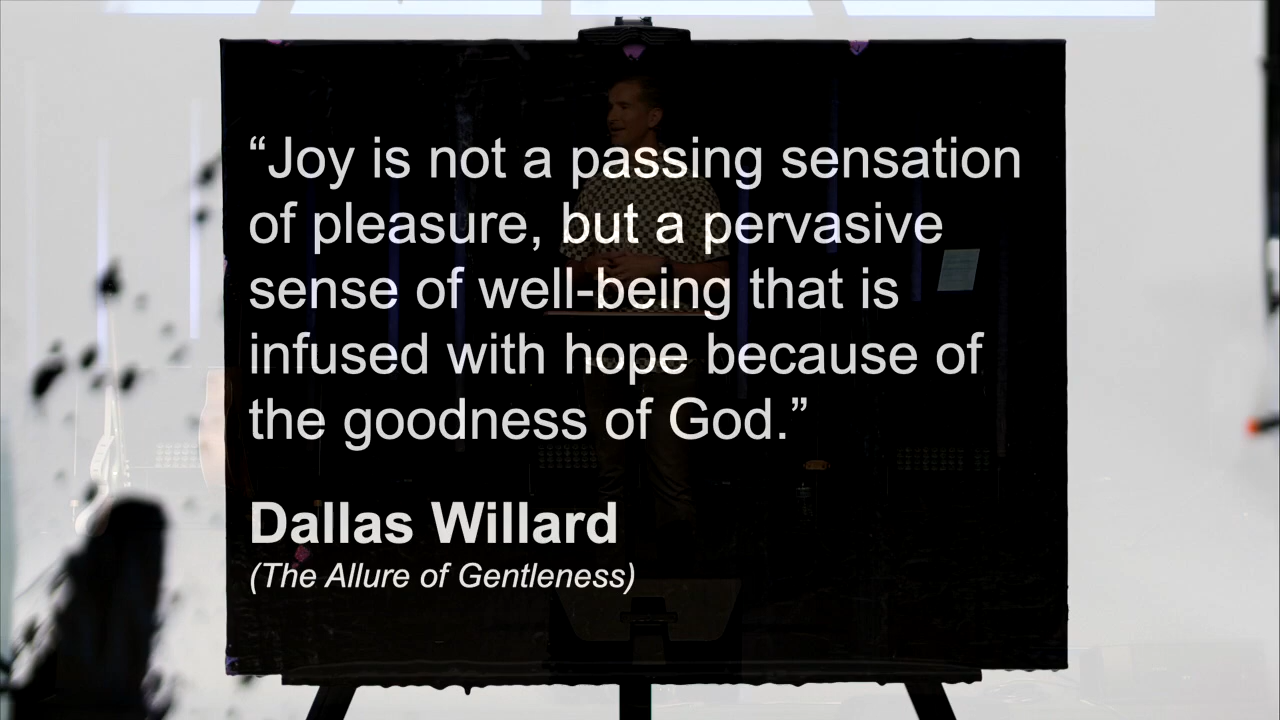 “Joy is not a passing sensation
of pleasure, but a pervasive
sense of well-being that is
infused with hope because of
the goodness of God.”
Dallas Willard
(The Allure of Gentleness)